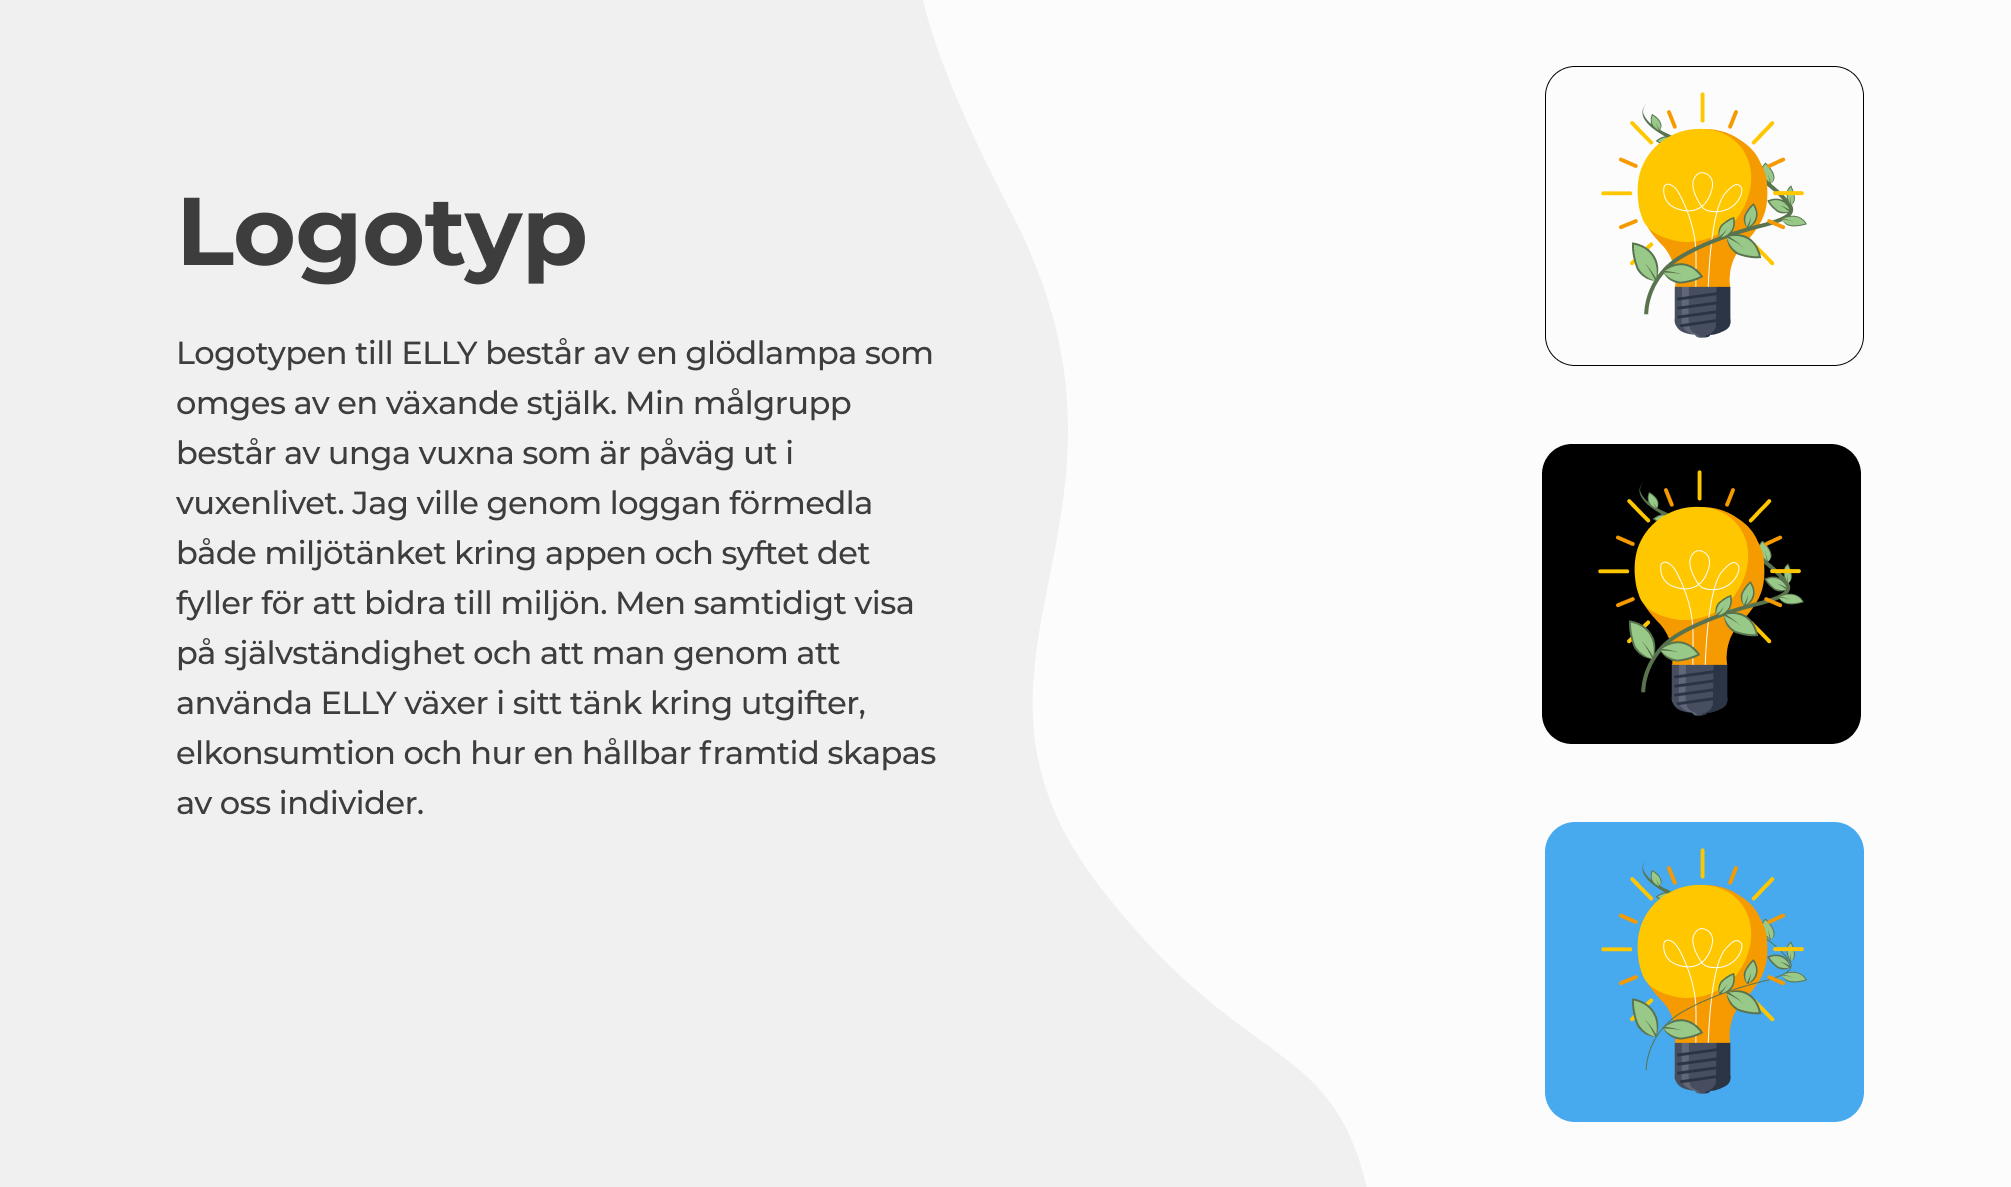 Logotyp
Logotypen till ELLY består av en glödlampa som
omges av en växande stjälk. Min målgrupp
består av unga vuxna som är påväg ut i
vuxenlivet. Jag ville genom loggan förmedla
både miljötänket kring appen och syftet det
fyller för att bidra till miljön. Men samtidigt visa
på självständighet och att man genom att
använda ELLY växer i sitt tänk kring utgifter,
elkonsumtion och hur en hållbar framtid skapas
av oss individer.